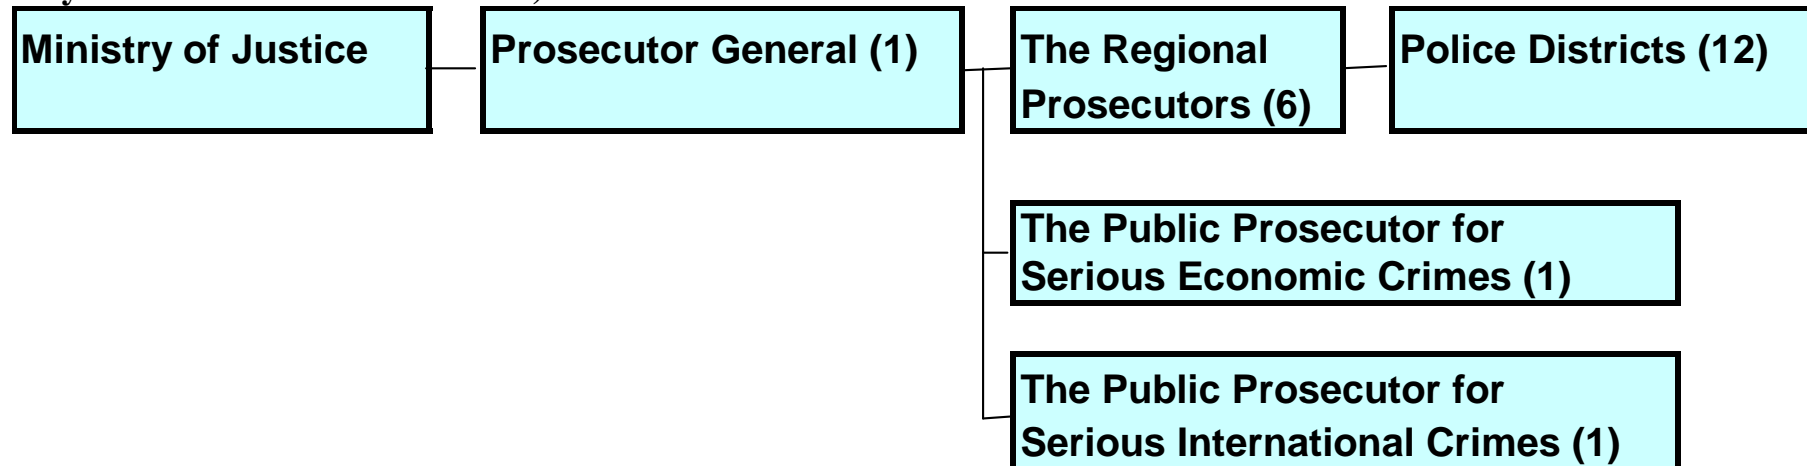 Ministry of Justice
Prosecutor General (1)
The Regional
Prosecutors (6)
Police Districts (12)
The Public Prosecutor for
Serious Economic Crimes (1)
The Public Prosecutor for
Serious International Crimes (1)